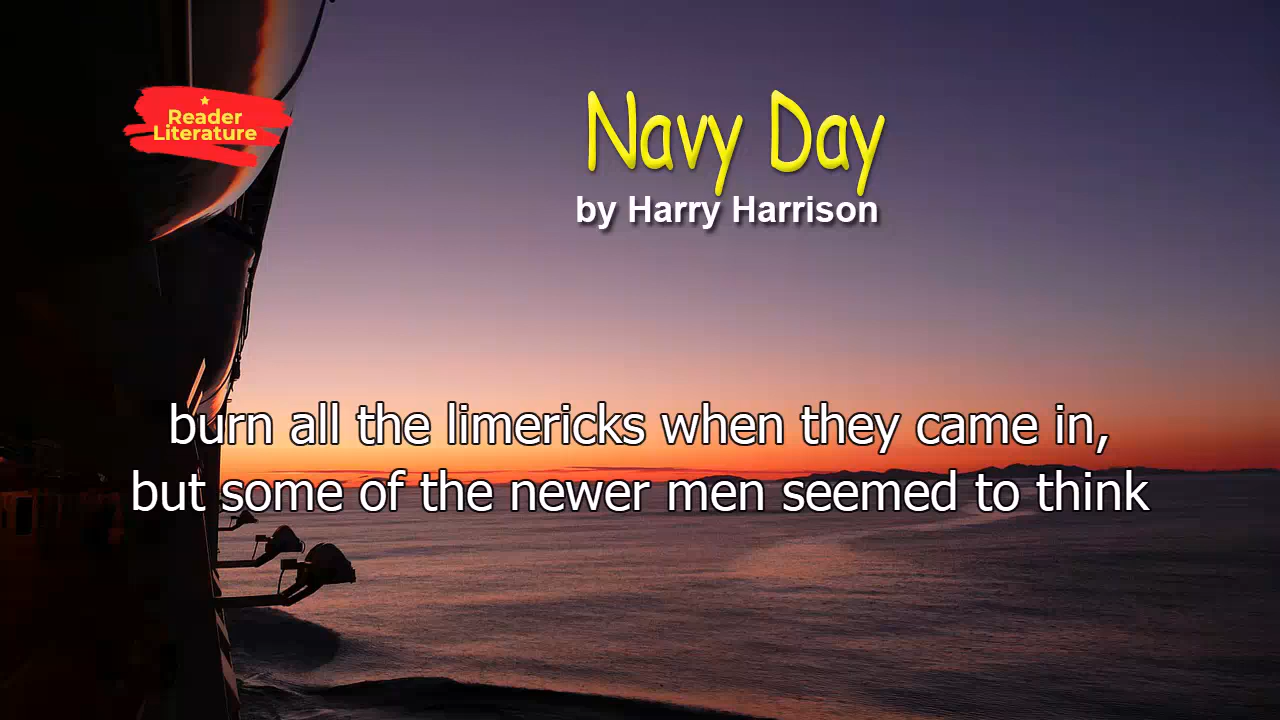 Reader
Literature
Navy Day
by Harry Harrison
burn all the limericks when they came in,
but some of the newer men seemed to think